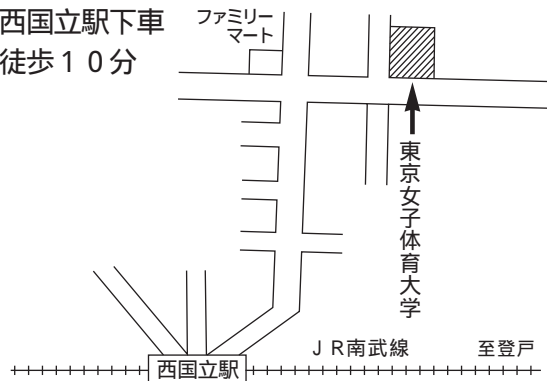 西国立駅下車
徒歩１０分
ファミリー
マート
東京女子体育大学
ＪＲ南武線
至登戸
西国立駅